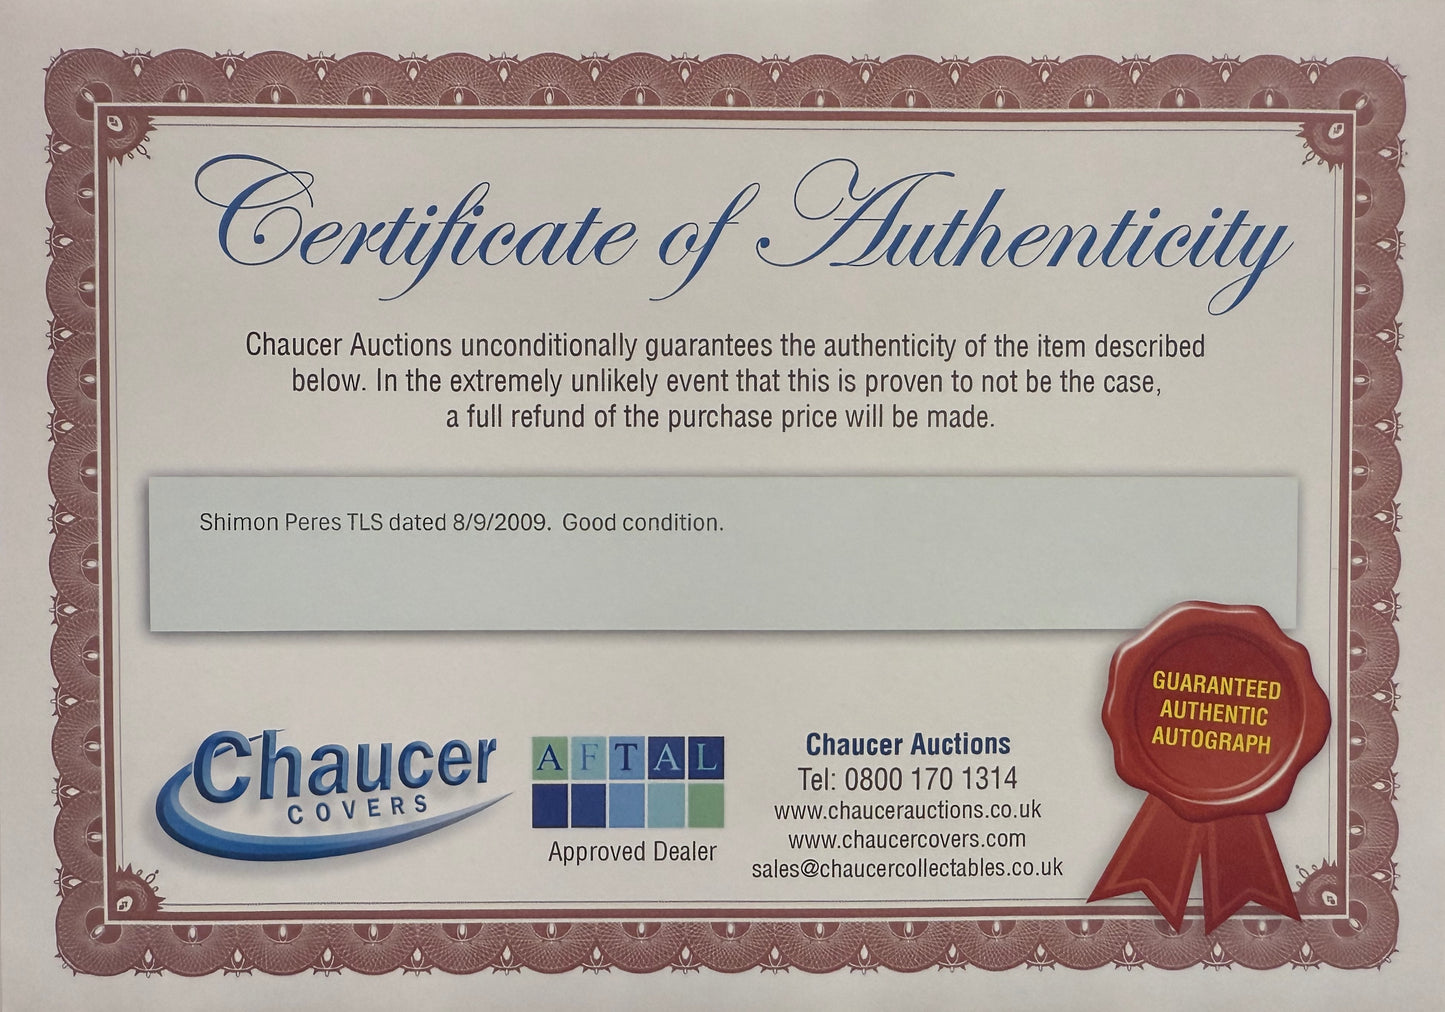 Certificate of Authenticity
Chaucer Auctions unconditionally guarantees the authenticity of the item described
below. In the extremely unlikely event that this is proven to not be the case,
a full refund of the purchase price will be made.
Shimon Peres TLS dated 8/9/2009. Good condition.
GUARANTEED
AUTHENTIC
AUTOGRAPH
Chaucer
COVERS
AFTAL
Approved Dealer
Chaucer Auctions
Tel: 0800 170 1314
www.chaucerauctions.co.uk
www.chaucercovers.com
sales@chaucercollectables.co.uk